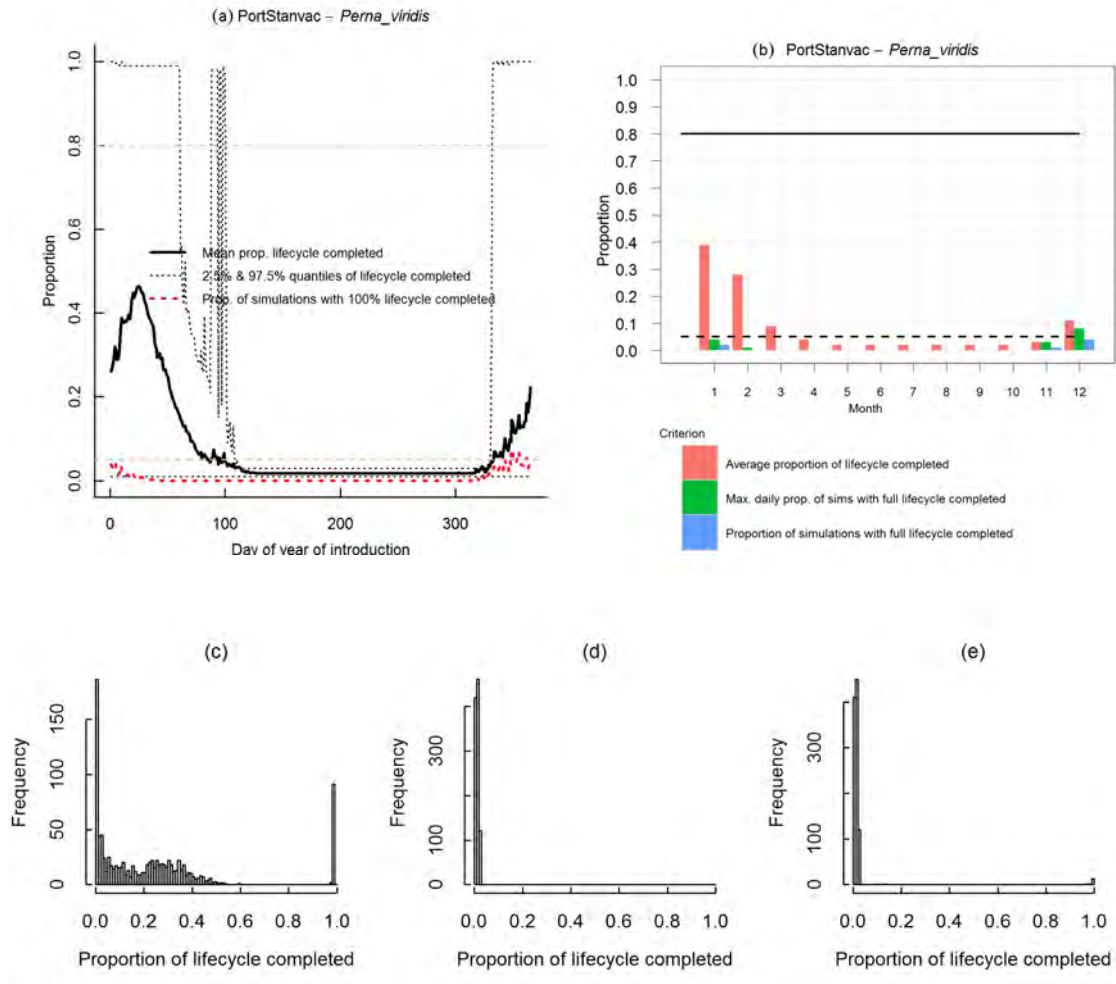 (a) PortStanvac – Perna_viridis
1.0
0.8
0.6
0.4
0.2
0.0
Proportion
Mean prop. lifecycle completed
2.5% & 97.5% quantiles of lifecycle completed
Prop. of simulations with 100% lifecycle completed
0 100 200 300
Day of year of introduction
(b) PortStanvac – Perna_viridis
1.0
0.9
0.8
0.7
0.6
0.5
0.4
0.3
0.2
0.1
0.0
Proportion
1 2 3 4 5 6 7 8 9 10 11 12
Month
Criterion
Average proportion of lifecycle completed
Max. daily prop. of sims with full lifecycle completed
Proportion of simulations with full lifecycle completed
(c)
150
100
50
0
Frequency
0.0 0.2 0.4 0.6 0.8 1.0
Proportion of lifecycle completed
(d)
300
100
0
Frequency
0.0 0.2 0.4 0.6 0.8 1.0
Proportion of lifecycle completed
(e)
300
100
0
Frequency
0.0 0.2 0.4 0.6 0.8 1.0
Proportion of lifecycle completed